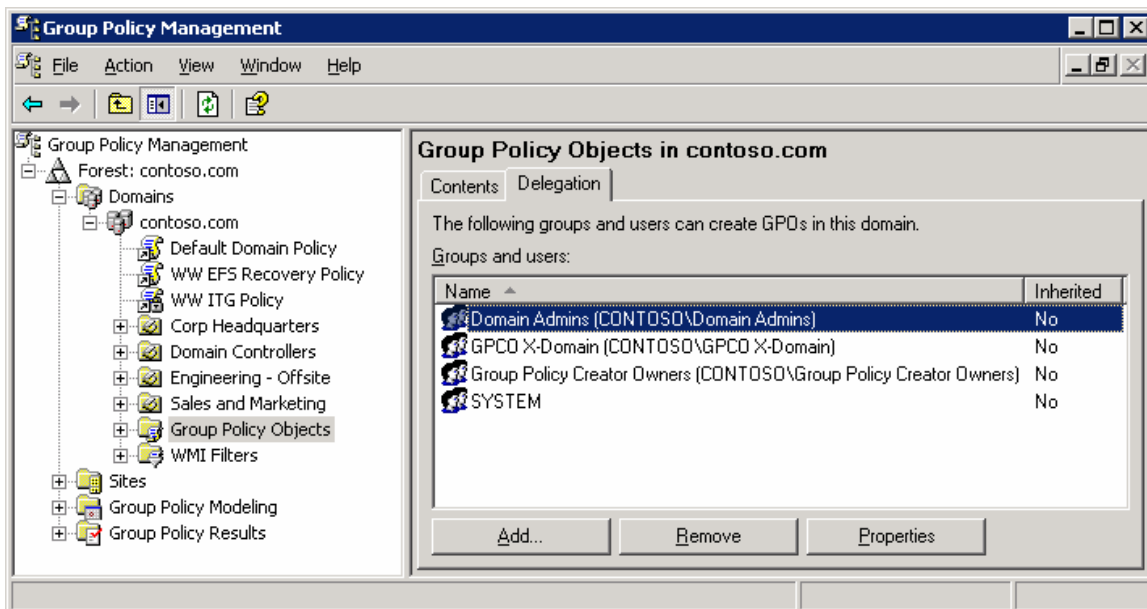 Group Policy Management
File Action View Window Help
Group Policy Management
Forest: contoso.com
Domains
contoso.com
Default Domain Policy
WW EFS Recovery Policy
WW ITG Policy
Corp Headquarters
Domain Controllers
Engineering - Offsite
Sales and Marketing
Group Policy Objects
WMI Filters
Sites
Group Policy Modeling
Group Policy Results
Group Policy Objects in contoso.com
Contents Delegation
The following groups and users can create GPOs in this domain.
Groups and users:
Name Inherited
Domain Admins (CONTOSO\Domain Admins) No
GPCO X-Domain (CONTOSO\GPCO X-Domain) No
Group Policy Creator Owners (CONTOSO\Group Policy Creator Owners) No
SYSTEM No
Add... Remove Properties